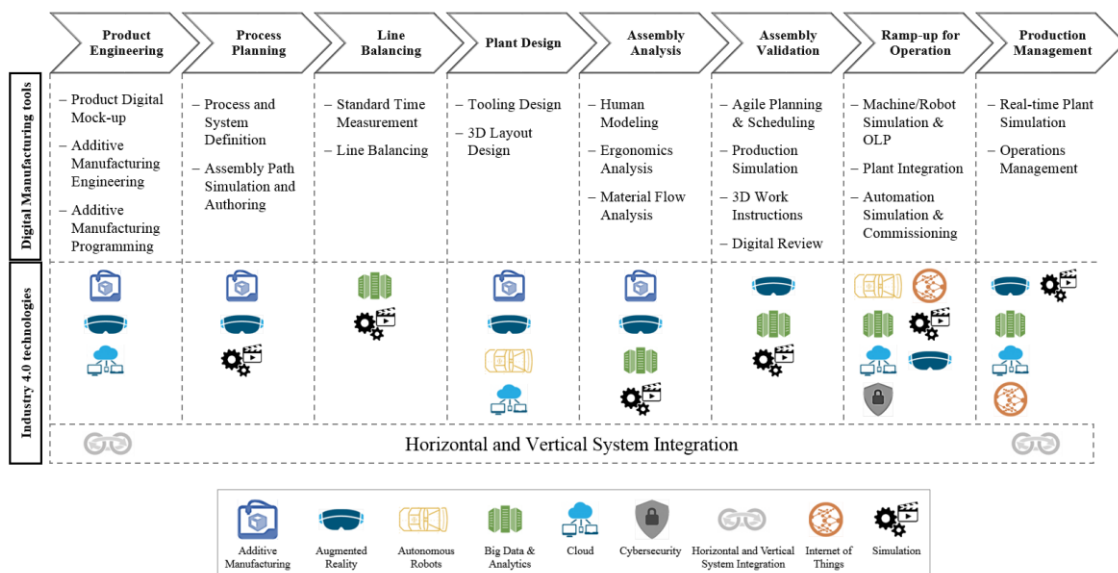 Product
Engineering
Process
Planning
Line
Balancing
Plant Design
Assembly
Analysis
Assembly
Validation
Ramp-up for
Operation
Production
Management
Digital Manufacturing tools
– Product Digital
Mock-up
– Additive
Manufacturing
Engineering
– Additive
Manufacturing
Programming
– Process and
System
Definition
– Assembly Path
Simulation and
Authoring
– Standard Time
Measurement
– Line Balancing
– Tooling Design
– 3D Layout
Design
– Human
Modeling
– Ergonomics
Analysis
– Material Flow
Analysis
– Agile Planning
& Scheduling
– Production
Simulation
– 3D Work
Instructions
– Digital Review
– Machine/Robot
Simulation &
OLP
– Plant Integration
– Automation
Simulation &
Commissioning
– Real-time Plant
Simulation
– Operations
Management
Industry 4.0 technologies
Horizontal and Vertical System Integration
Additive
Manufacturing
Augmented
Reality
Autonomous
Robots
Big Data &
Analytics
Cloud
Cybersecurity
Horizontal and Vertical
System Integration
Internet of
Things
Simulation